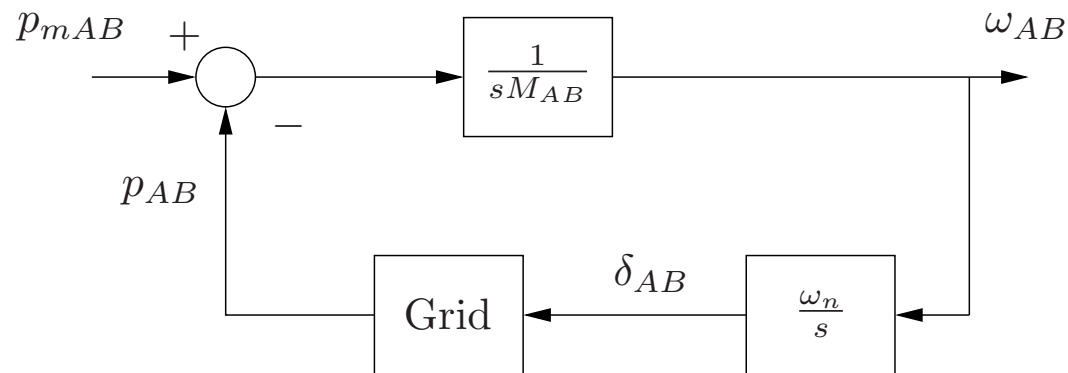 p_{mAB}
+
−
\frac{1}{sM_{AB}}
ω_{AB}
p_{AB}
Grid
δ_{AB}
\frac{ω_n}{s}